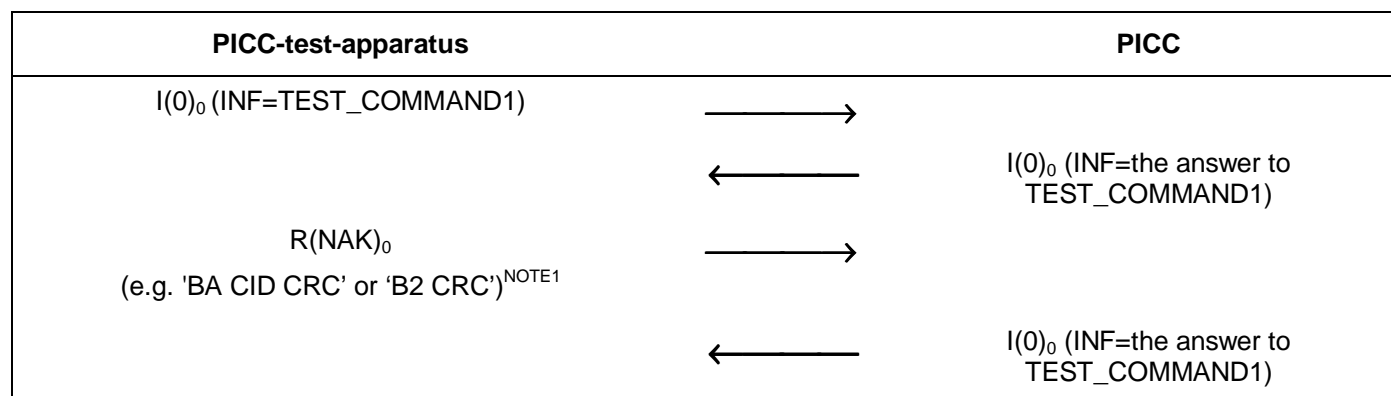 PICC-test-apparatus PICC
I(0)₀ (INF=TEST_COMMAND1)
I(0)₀ (INF=the answer to
TEST_COMMAND1)
R(NAK)₀
(e.g. 'BA CID CRC' or ‘B2 CRC’)NOTE1
I(0)₀ (INF=the answer to
TEST_COMMAND1)